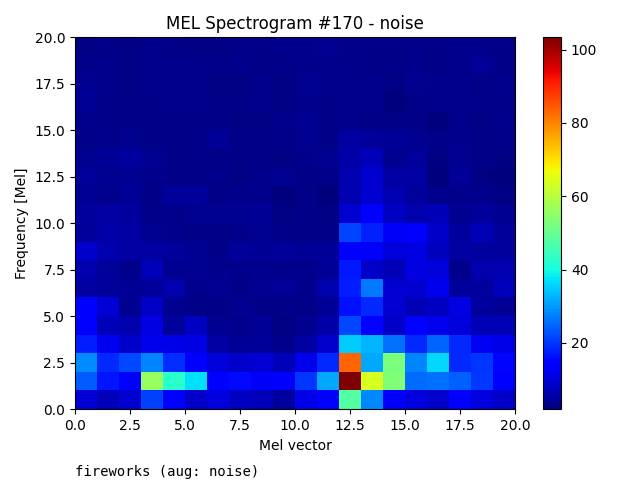 MEL Spectrogram #170 - noise
20.0
17.5
15.0
12.5
10.0
7.5
5.0
2.5
0.0
Frequency [Mel]
0.0 2.5 5.0 7.5 10.0 12.5 15.0 17.5 20.0
Mel vector
100
80
60
40
20
fireworks (aug: noise)